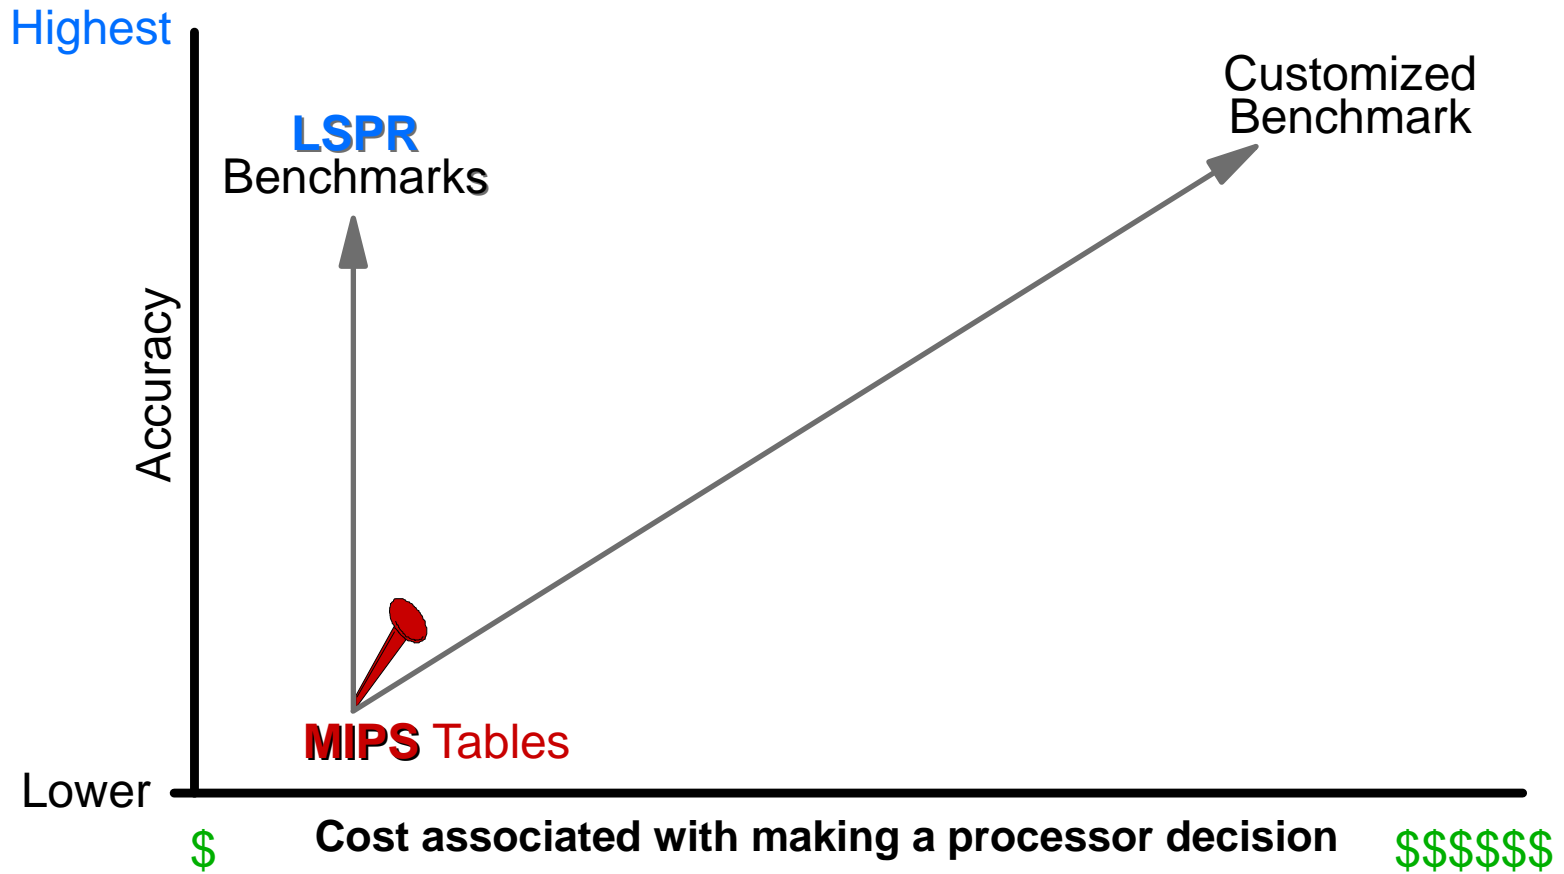 Highest
Customized
Benchmark
LSPR
Benchmarks
Accuracy
MIPS Tables
Lower
$
Cost associated with making a processor decision
$$$$$$